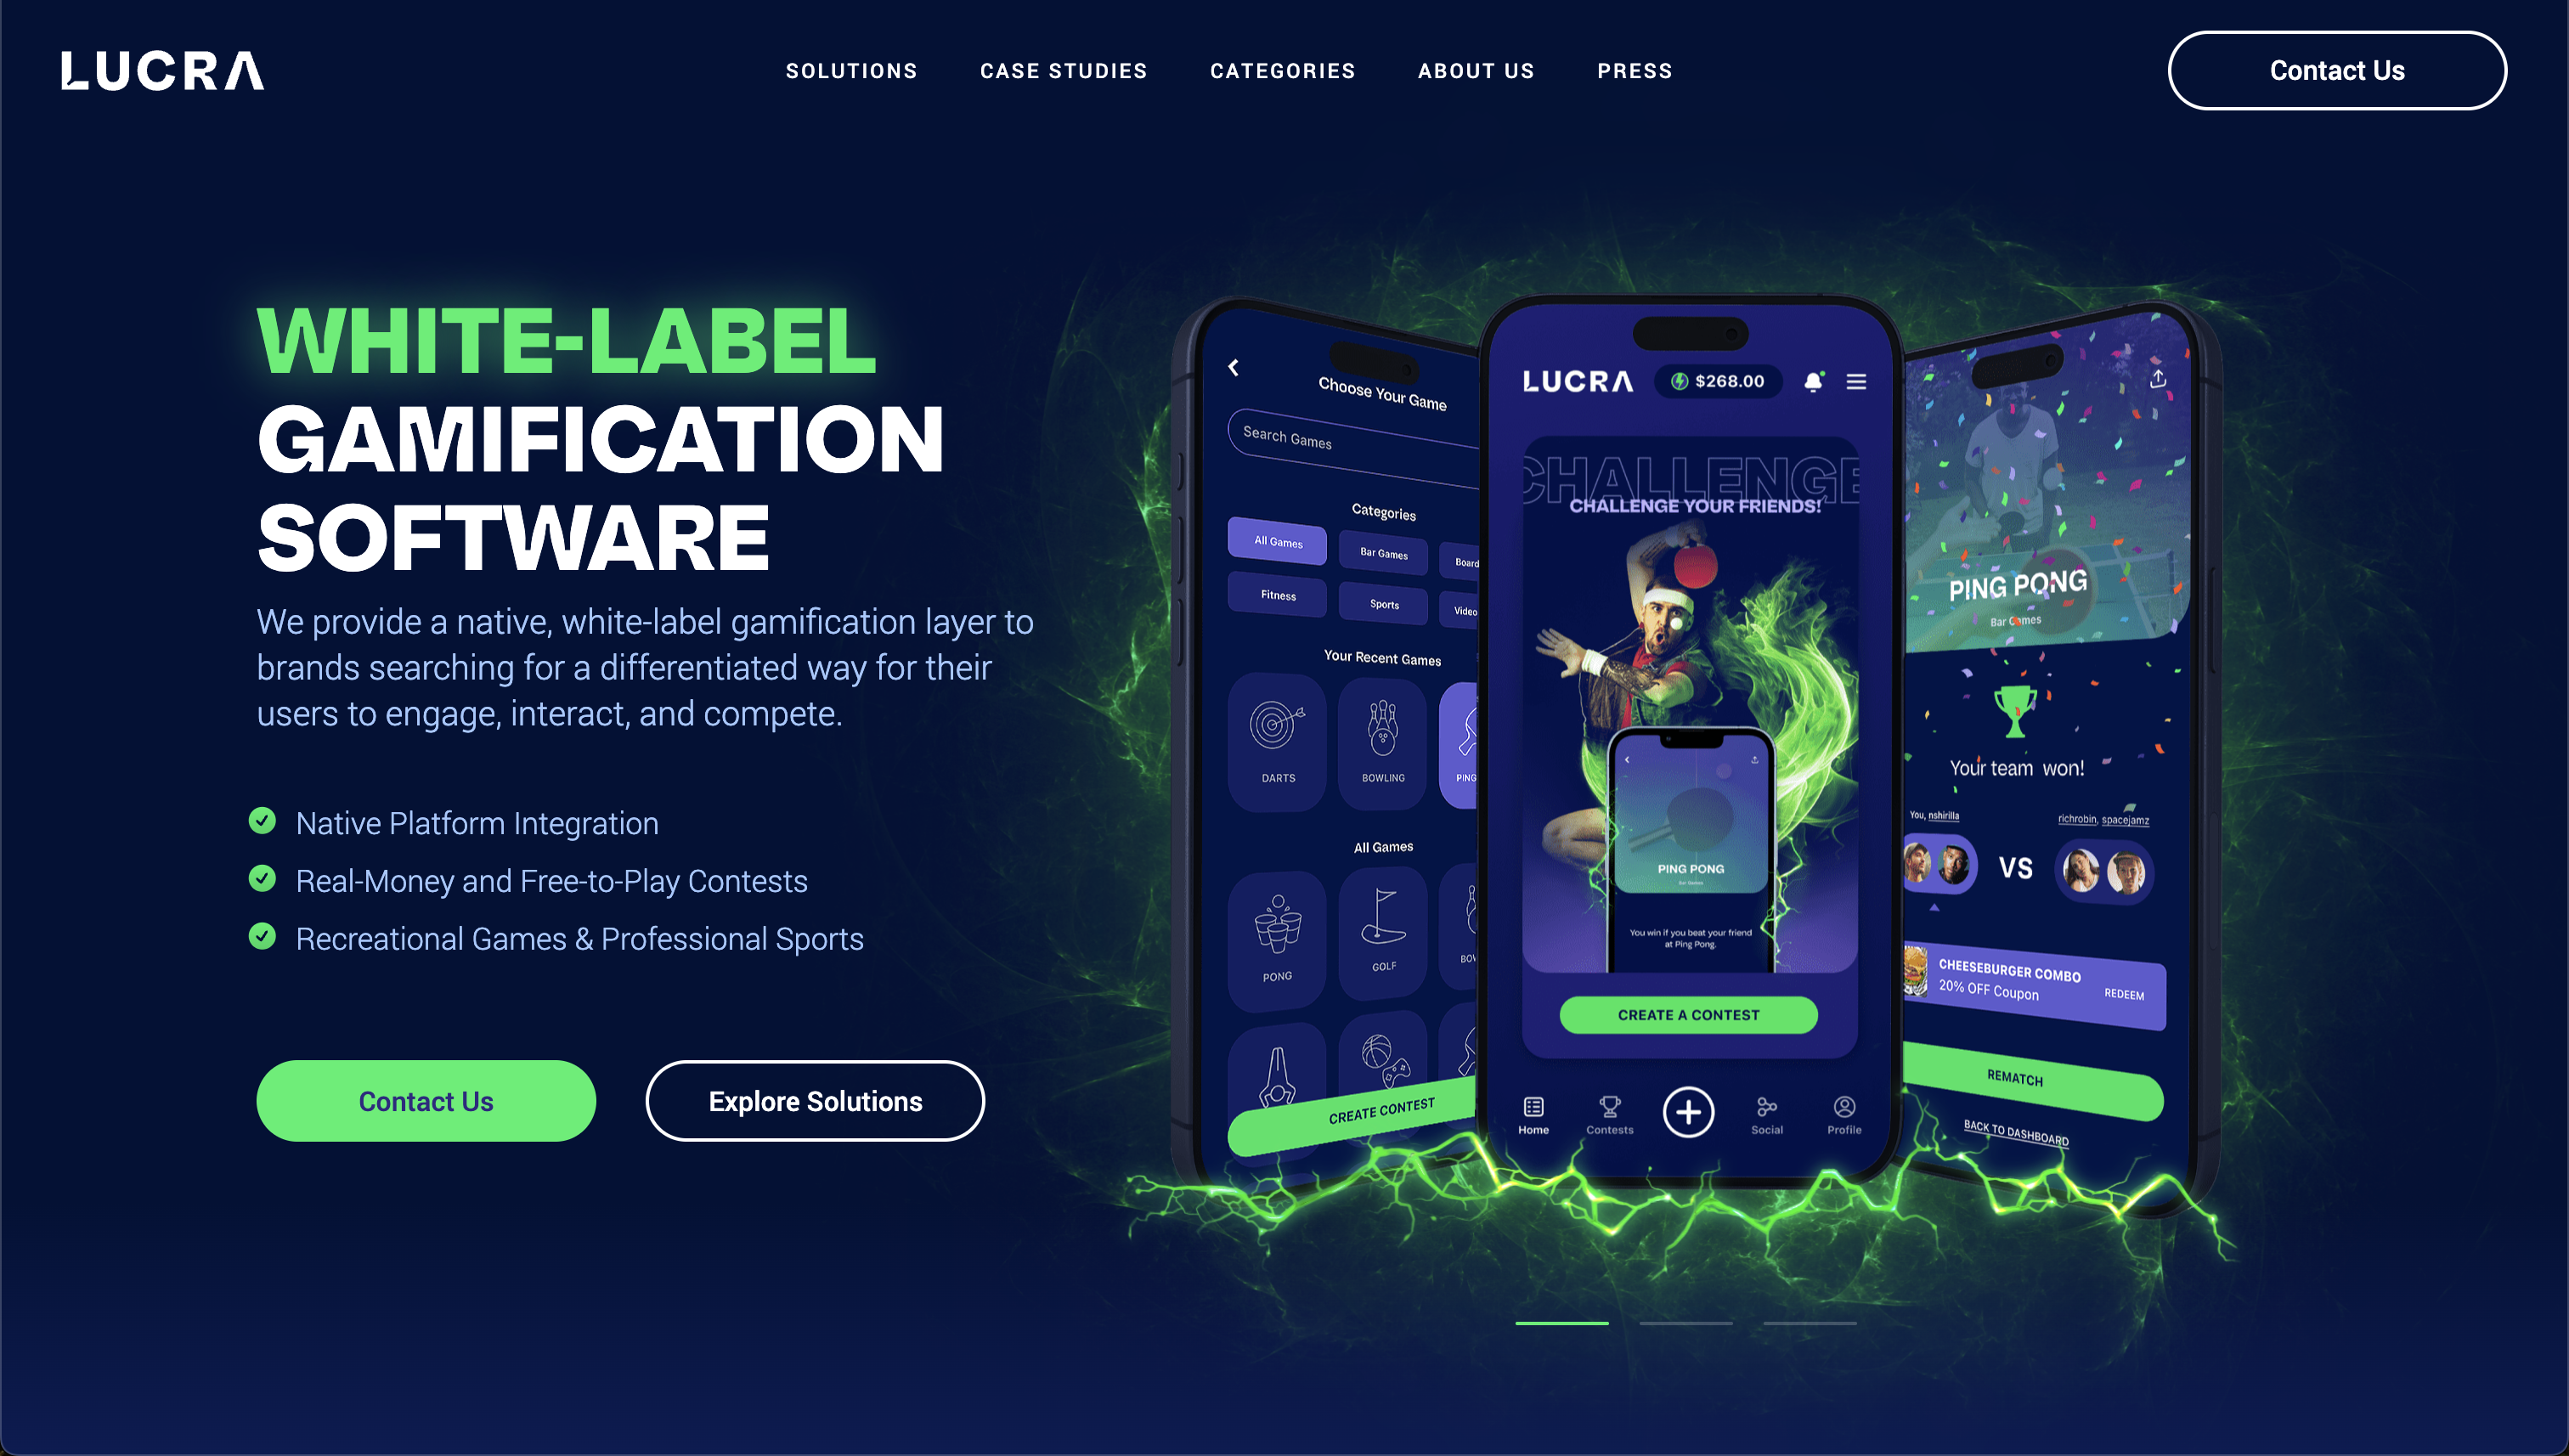 LUCRA
SOLUTIONS
CASE STUDIES
CATEGORIES
ABOUT US
PRESS
Contact Us
WHITE-LABEL
GAMIFICATION
SOFTWARE
We provide a native, white-label gamification layer to
brands searching for a differentiated way for their
users to engage, interact, and compete.
Native Platform Integration
Real-Money and Free-to-Play Contests
Recreational Games & Professional Sports
Contact Us
Explore Solutions
Choose Your Game
Search Games
Categories
All Games
Bar Games
Board
Fitness
Sports
Video
Your Recent Games
DARTS
BOWLING
PING
All Games
PONG
GOLF
BOW
CREATE CONTEST
LUCRA
$268.00
CHALLENGE
CHALLENGE YOUR FRIENDS!
PING PONG
Bar Games
You win if you beat your friend
at Ping Pong.
CREATE A CONTEST
Home
Contests
Social
Profile
PING PONG
Bar Games
Your team won!
You, nshirilla
richrobin, spacejamz
VS
CHEESEBURGER COMBO
20% OFF Coupon
REDEEM
REMATCH
BACK TO DASHBOARD